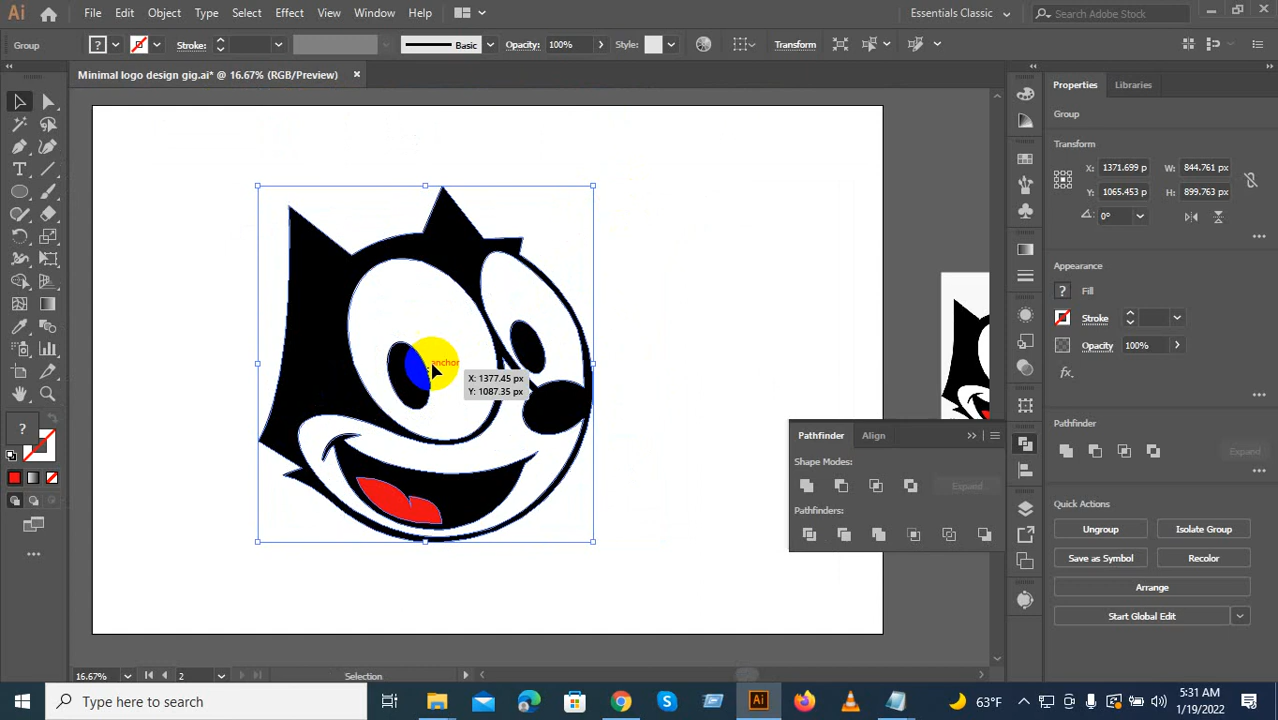 Ai File Edit Object Type Select Effect View Window Help Essentials Classic Search Adobe Stock
Group ? Stroke: Basic Opacity: 100% Style: Transform
Minimal logo design gig.ai* @ 16.67% (RGB/Preview) ×
Properties Libraries
Group
Transform
X: 1371.699 p W: 844.761 px
Y: 1065.453 p H: 899.763 px
0°
Appearance
? Fill
Stroke
Opacity 100%
fx.
Pathfinder
Expand
Quick Actions
Ungroup Isolate Group
Save as Symbol Recolor
Arrange
Start Global Edit
anchor
X: 1377.45 px
Y: 1087.35 px
Pathfinder Align
Shape Modes:
Expand
Pathfinders:
T
?
16.67% 2 Selection
Type here to search
Ai
63°F
5:31 AM
1/19/2022